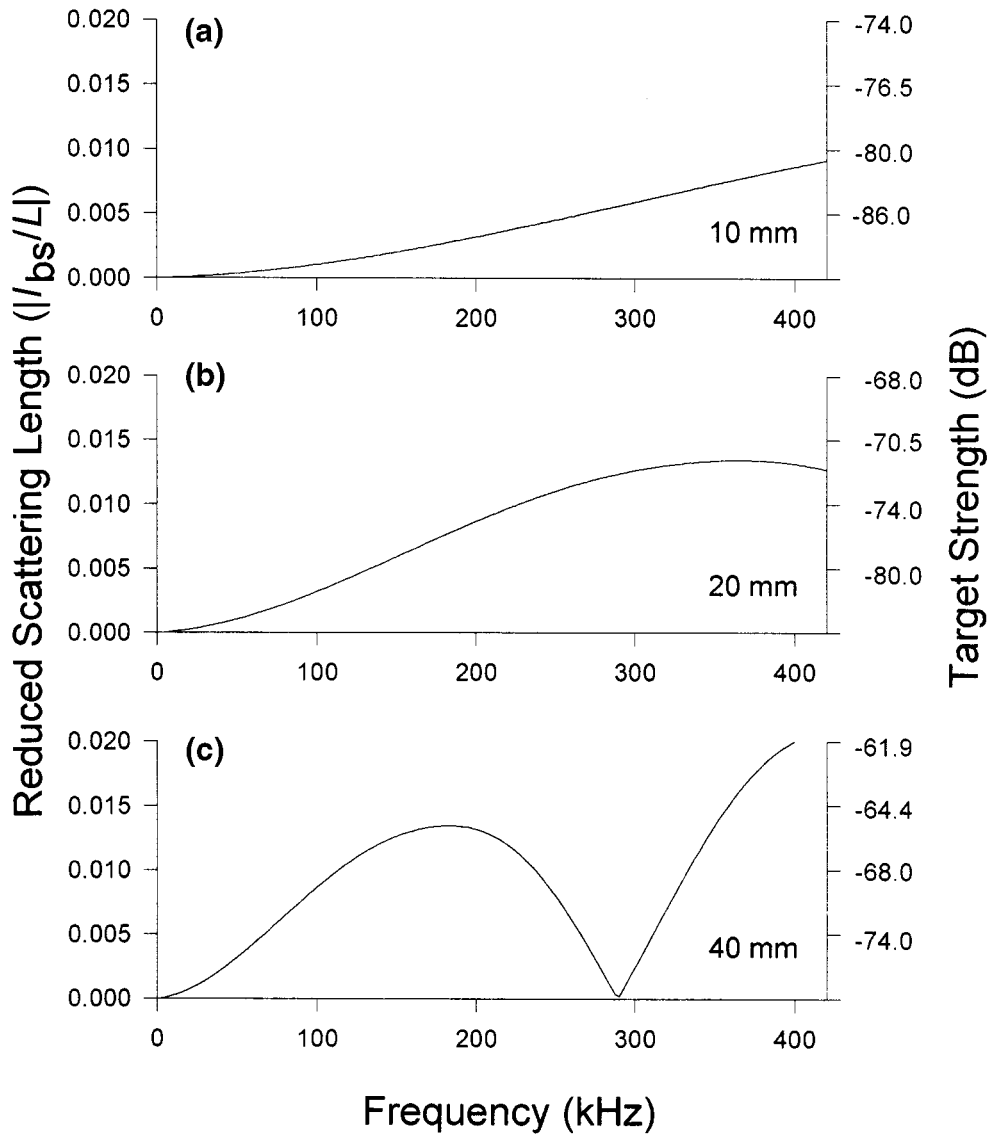 Reduced Scattering Length (|l bs/L|)
Target Strength (dB)
(a)
0.020
0.015
0.010
0.005
0.000
-74.0
-76.5
-80.0
-86.0
10 mm
0 100 200 300 400
(b)
0.020
0.015
0.010
0.005
0.000
-68.0
-70.5
-74.0
-80.0
20 mm
0 100 200 300 400
(c)
0.020
0.015
0.010
0.005
0.000
-61.9
-64.4
-68.0
-74.0
40 mm
0 100 200 300 400
Frequency (kHz)